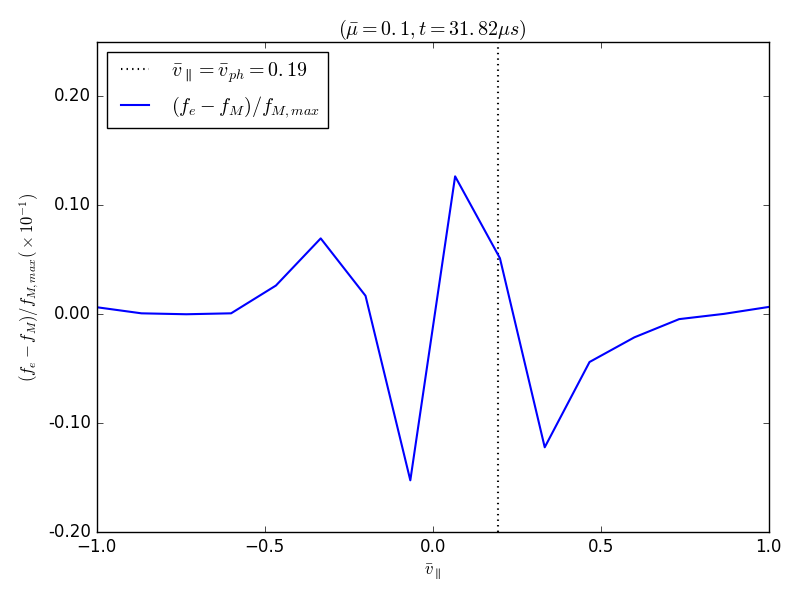 (μ̄ = 0.1, t = 31.82μs)
v̄∥ = v̄ph = 0.19
(fe − fM)/fM,max
0.20
0.10
0.00
-0.10
-0.20
(fe − fM)/fM,max(×10⁻¹)
−1.0 −0.5 0.0 0.5 1.0
v̄∥